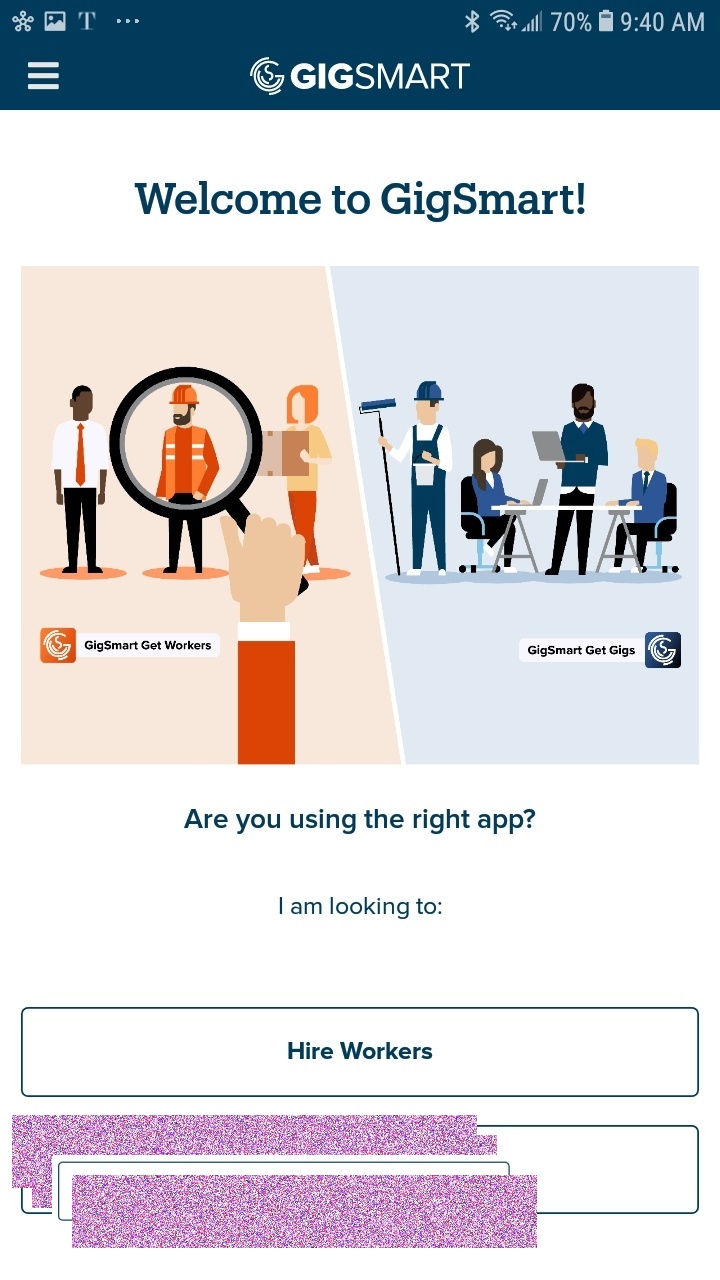 T 70% 9:40 AM
GIGSMART
Welcome to GigSmart!
GigSmart Get Workers
GigSmart Get Gigs
Are you using the right app?
I am looking to:
Hire Workers